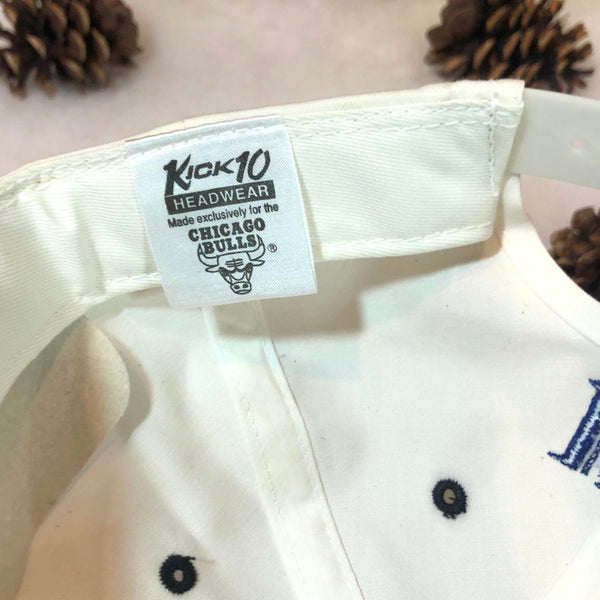 KICK10
HEADWEAR
Made exclusively for the
CHICAGO
BULLS
®